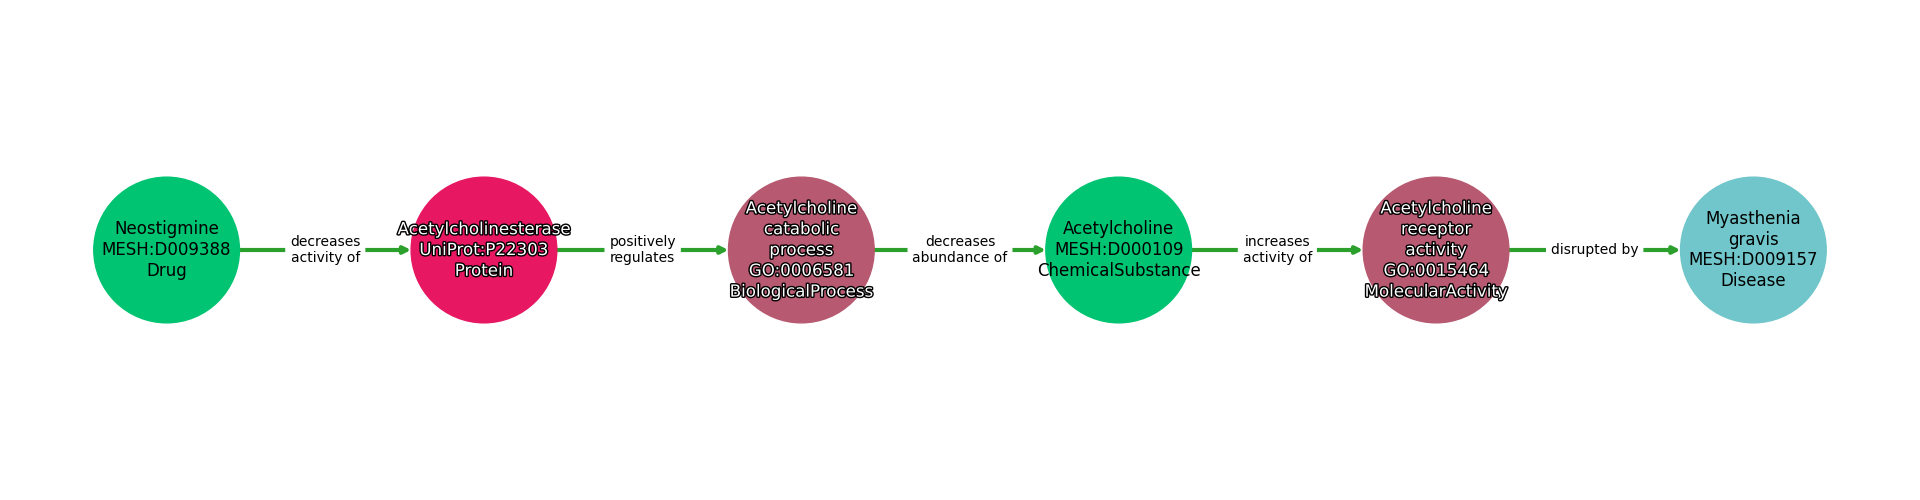 Neostigmine
MESH:D009388
Drug
decreases
activity of
Acetylcholinesterase
UniProt:P22303
Protein
positively
regulates
Acetylcholine
catabolic
process
GO:0006581
BiologicalProcess
decreases
abundance of
Acetylcholine
MESH:D000109
ChemicalSubstance
increases
activity of
Acetylcholine
receptor
activity
GO:0015464
MolecularActivity
disrupted by
Myasthenia
gravis
MESH:D009157
Disease